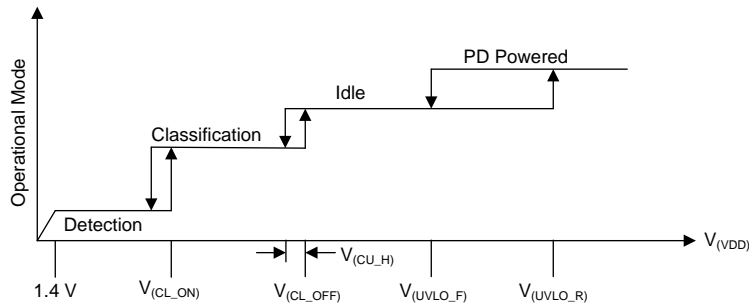 Operational Mode
PD Powered
Idle
Classification
Detection
V(VDD)
V(CU_H)
1.4 V
V(CL_ON)
V(CL_OFF)
V(UVLO_F)
V(UVLO_R)